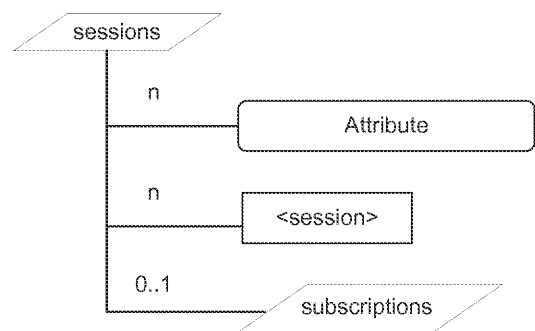 sessions
n
Attribute
n
<session>
0..1
subscriptions